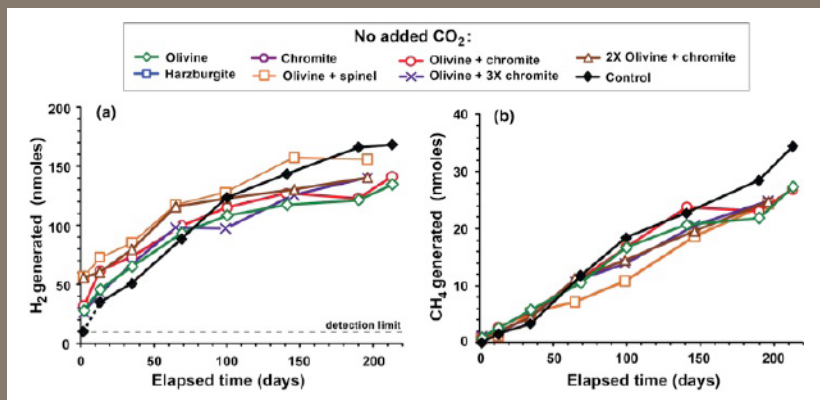 No added CO₂:
Olivine Chromite Olivine + chromite 2X Olivine + chromite
Harzburgite Olivine + spinel Olivine + 3X chromite Control
(a)
H₂ generated (nmoles)
200
150
100
50
0
detection limit
0 50 100 150 200
Elapsed time (days)
(b)
CH₄ generated (nmoles)
40
30
20
10
0
0 50 100 150 200
Elapsed time (days)